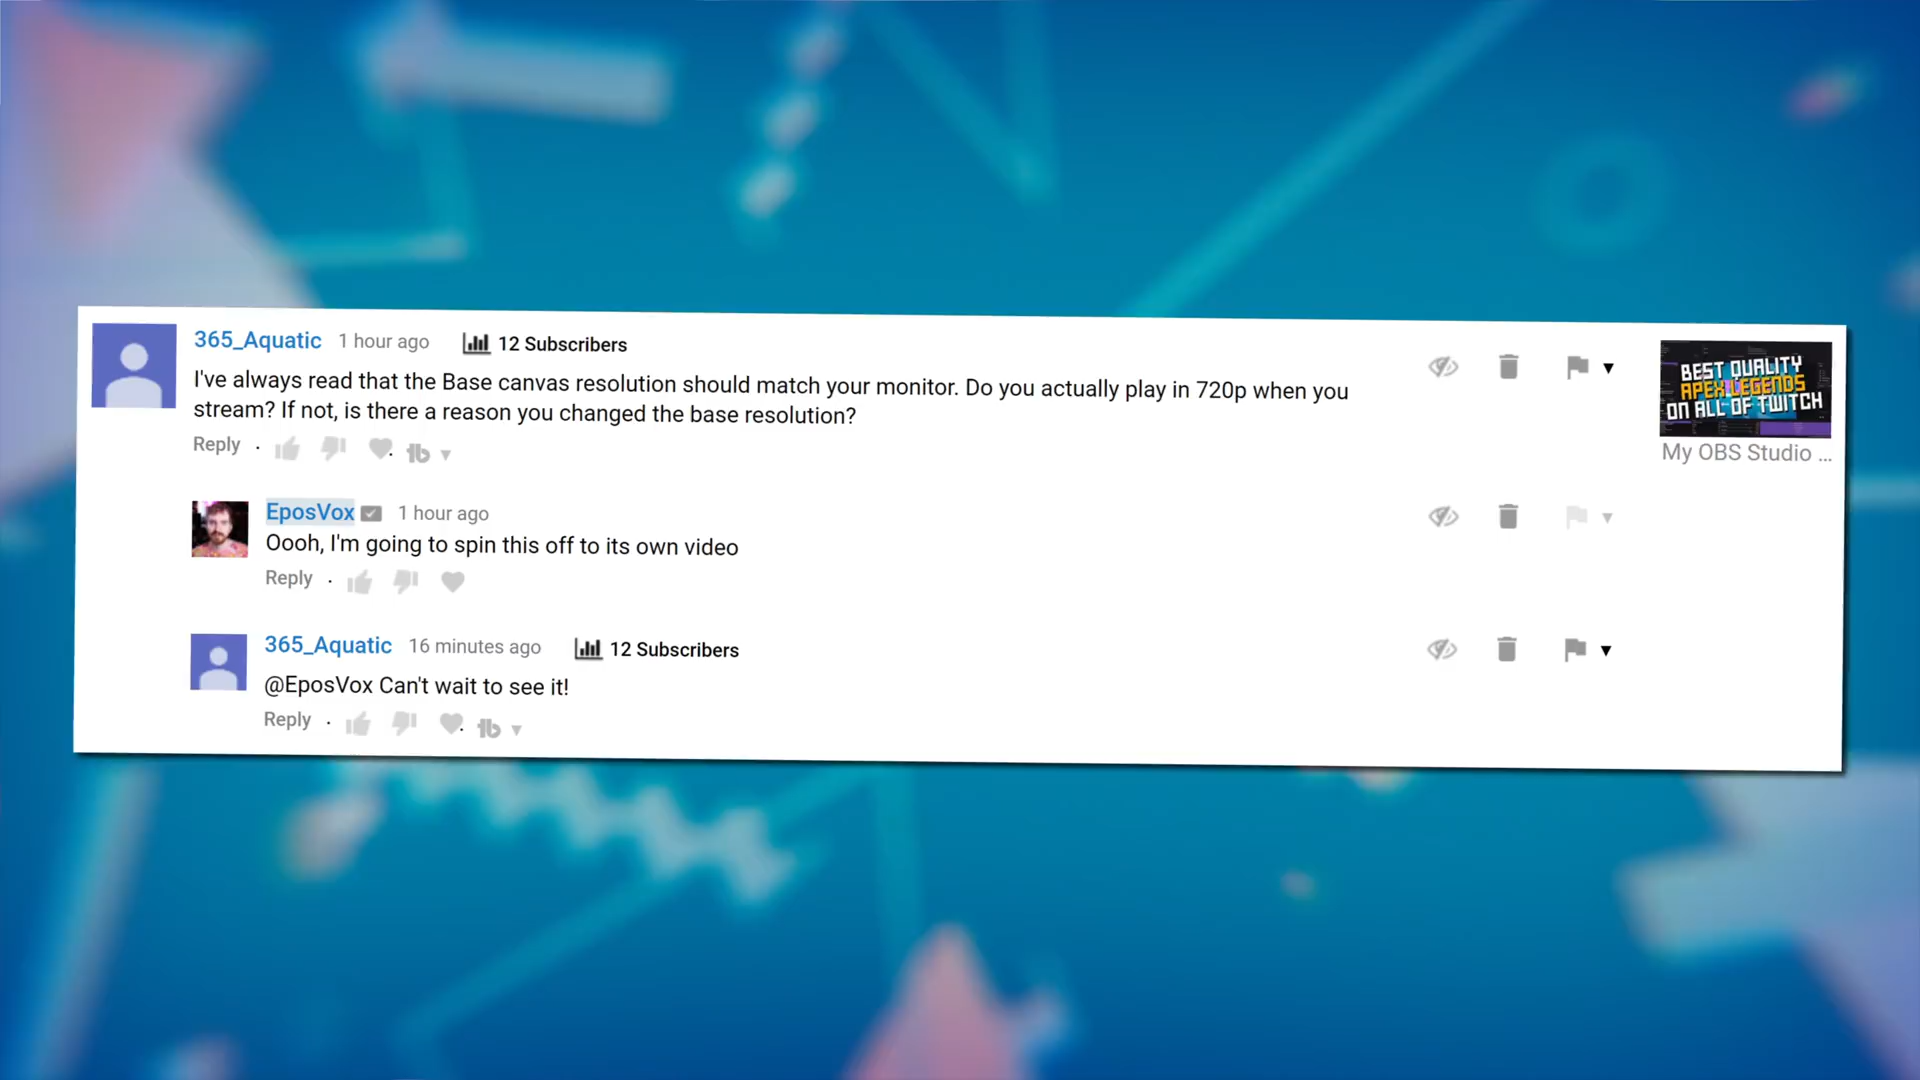 365_Aquatic 1 hour ago 12 Subscribers
I've always read that the Base canvas resolution should match your monitor. Do you actually play in 720p when you
stream? If not, is there a reason you changed the base resolution?
Reply
BEST QUALITY
APEX LEGENDS
ON ALL OF TWITCH
My OBS Studio ...
EposVox 1 hour ago
Oooh, I'm going to spin this off to its own video
Reply
365_Aquatic 16 minutes ago 12 Subscribers
@EposVox Can't wait to see it!
Reply